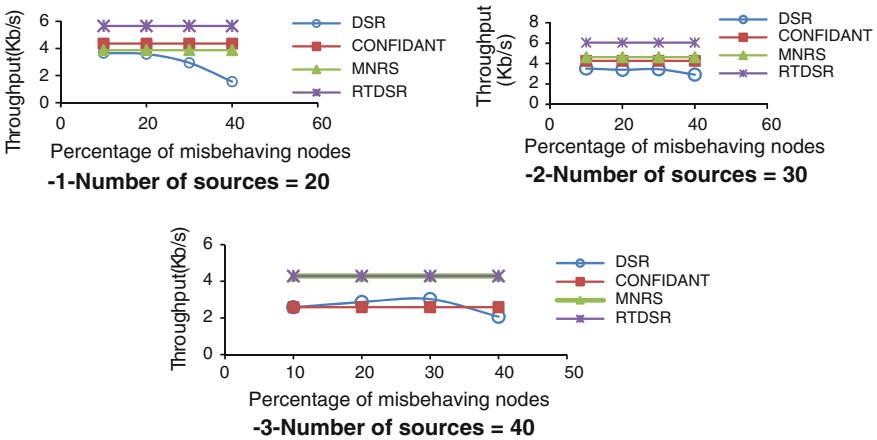 Throughput(Kb/s)
6
4
2
0
0
20
40
60
Percentage of misbehaving nodes
DSR
CONFIDANT
MNRS
RTDSR
-1-Number of sources = 20
Throughput
(Kb/s)
8
6
4
2
0
0
20
40
60
Percentage of misbehaving nodes
DSR
CONFIDANT
MNRS
RTDSR
-2-Number of sources = 30
Throughput(Kb/s)
6
4
2
0
0
10
20
30
40
50
Percentage of misbehaving nodes
DSR
CONFIDANT
MNRS
RTDSR
-3-Number of sources = 40